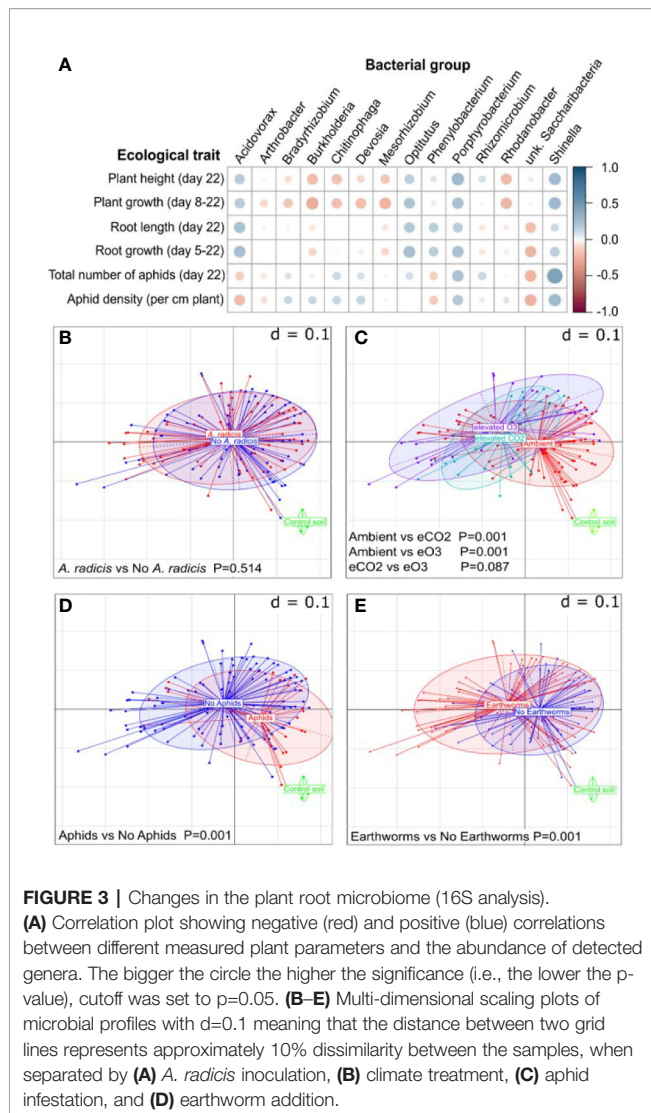 A
Bacterial group
Acidovorax
Arthrobacter
Bradyrhizobium
Burkholderia
Chitinophaga
Devosia
Mesorhizobium
Optitutus
Phenylobacterium
Porphyrobacterium
Rhizomicrobium
Rhodanobacter
unk. Saccharibacteria
Shinella
Ecological trait
Plant height (day 22)
Plant growth (day 8-22)
Root length (day 22)
Root growth (day 5-22)
Total number of aphids (day 22)
Aphid density (per cm plant)
1.0
0.5
0.0
-0.5
-1.0
B
d = 0.1
A. radicis
No A. radicis
Control soil
A. radicis vs No A. radicis P=0.514
C
d = 0.1
elevated O3
elevated CO2
Ambient
Control soil
Ambient vs eCO2 P=0.001
Ambient vs eO3 P=0.001
eCO2 vs eO3 P=0.087
D
d = 0.1
No Aphids
Aphids
Control soil
Aphids vs No Aphids P=0.001
E
d = 0.1
Earthworms
No Earthworms
Control soil
Earthworms vs No Earthworms P=0.001
FIGURE 3 | Changes in the plant root microbiome (16S analysis).
(A) Correlation plot showing negative (red) and positive (blue) correlations
between different measured plant parameters and the abundance of detected
genera. The bigger the circle the higher the significance (i.e., the lower the p-
value), cutoff was set to p=0.05. (B–E) Multi-dimensional scaling plots of
microbial profiles with d=0.1 meaning that the distance between two grid
lines represents approximately 10% dissimilarity between the samples, when
separated by (A) A. radicis inoculation, (B) climate treatment, (C) aphid
infestation, and (D) earthworm addition.